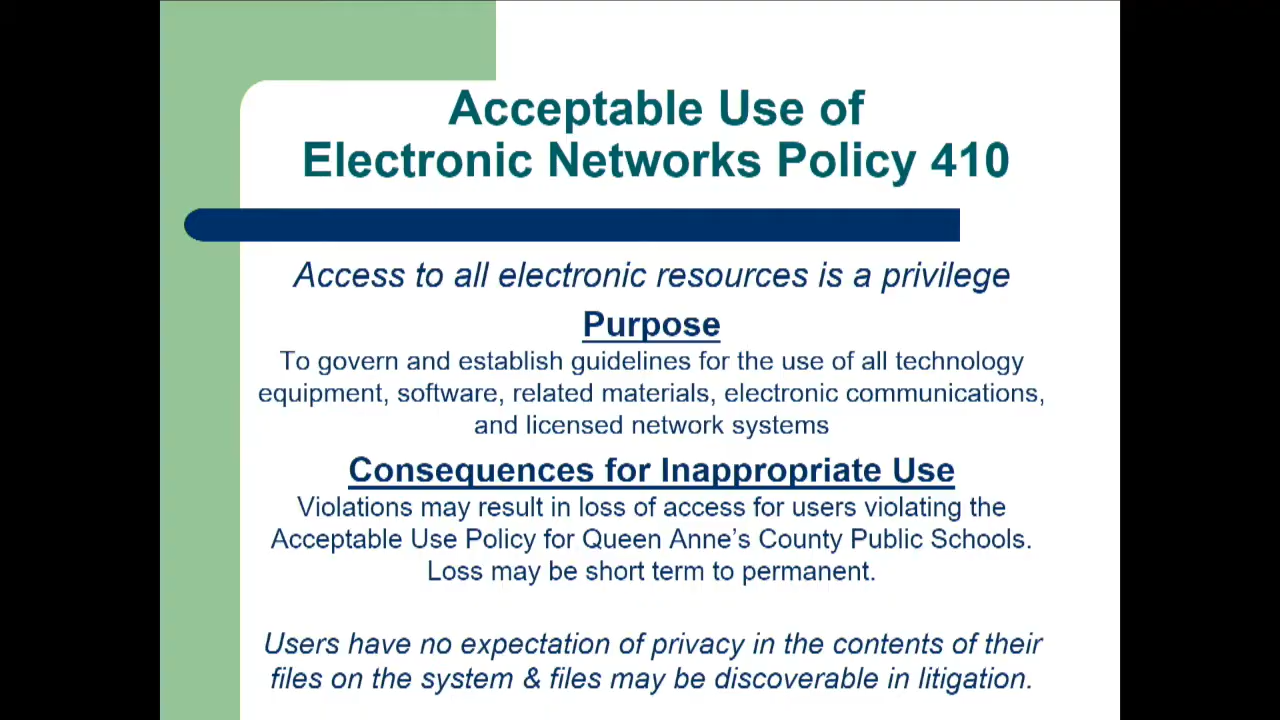 Acceptable Use of
Electronic Networks Policy 410
Access to all electronic resources is a privilege
Purpose
To govern and establish guidelines for the use of all technology
equipment, software, related materials, electronic communications,
and licensed network systems
Consequences for Inappropriate Use
Violations may result in loss of access for users violating the
Acceptable Use Policy for Queen Anne’s County Public Schools.
Loss may be short term to permanent.
Users have no expectation of privacy in the contents of their
files on the system & files may be discoverable in litigation.